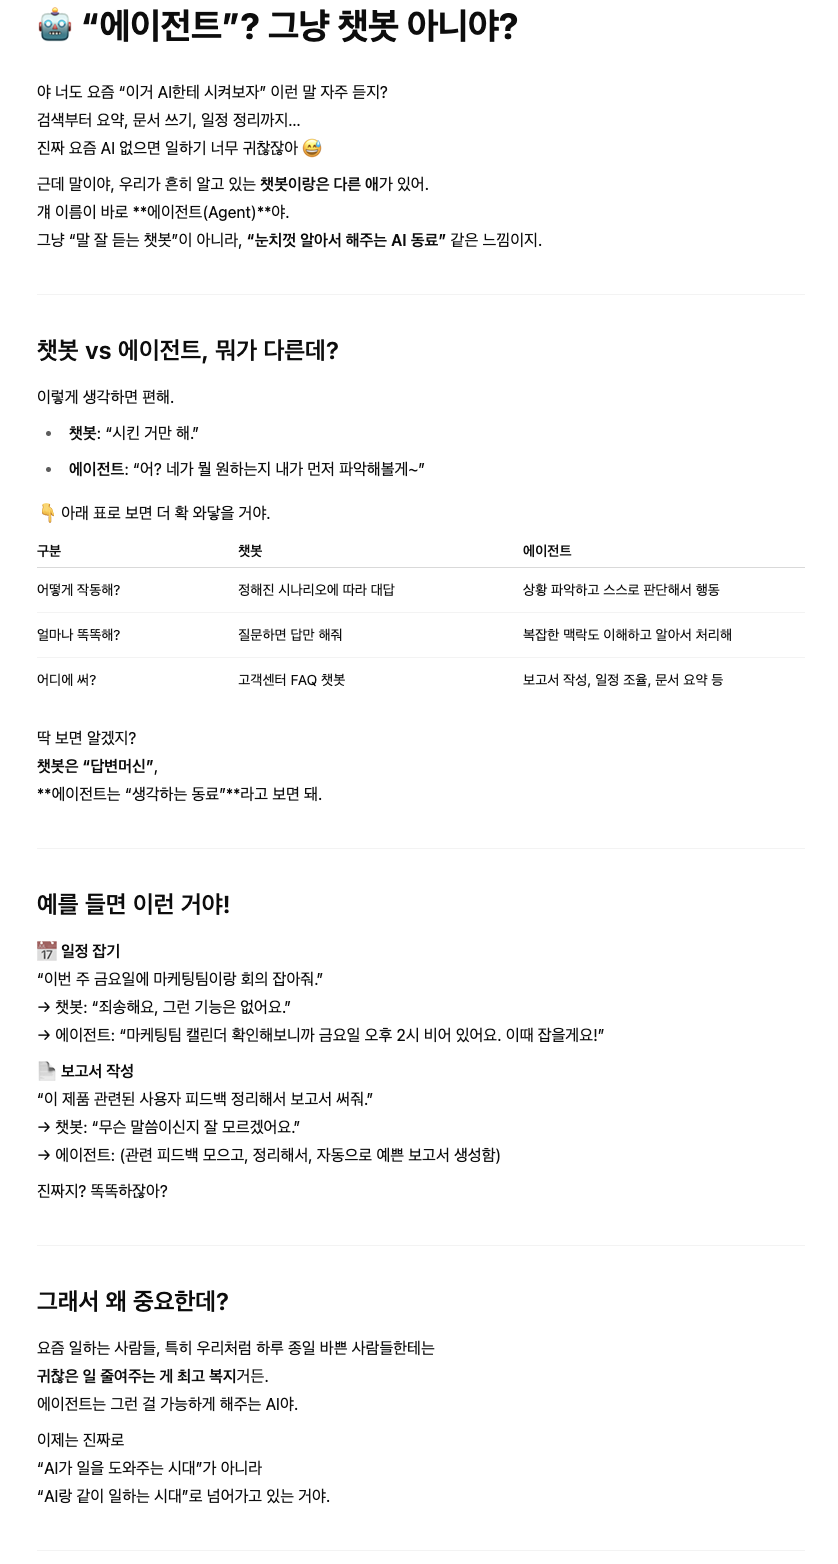 🤖 “에이전트”? 그냥 챗봇 아니야?
야 너도 요즘 “이거 AI한테 시켜보자” 이런 말 자주 듣지?
검색부터 요약, 문서 쓰기, 일정 정리까지...
진짜 요즘 AI 없으면 일하기 너무 귀찮잖아 😅
근데 말이야, 우리가 흔히 알고 있는 챗봇이랑은 다른 애가 있어.
걔 이름이 바로 **에이전트(Agent)**야.
그냥 “말 잘 듣는 챗봇”이 아니라, “눈치껏 알아서 해주는 AI 동료” 같은 느낌이지.
챗봇 vs 에이전트, 뭐가 다른데?
이렇게 생각하면 편해.
• 챗봇: “시킨 거만 해.”
• 에이전트: “어? 네가 뭘 원하는지 내가 먼저 파악해볼게~”
👇 아래 표로 보면 더 확 와닿을 거야.
구분 챗봇 에이전트
어떻게 작동해? 정해진 시나리오에 따라 대답 상황 파악하고 스스로 판단해서 행동
얼마나 똑똑해? 질문하면 답만 해줘 복잡한 맥락도 이해하고 알아서 처리해
어디에 써? 고객센터 FAQ 챗봇 보고서 작성, 일정 조율, 문서 요약 등
딱 보면 알겠지?
챗봇은 “답변머신”,
**에이전트는 “생각하는 동료”**라고 보면 돼.
예를 들면 이런 거야!
📅 일정 잡기
“이번 주 금요일에 마케팅팀이랑 회의 잡아줘.”
→ 챗봇: “죄송해요, 그런 기능은 없어요.”
→ 에이전트: “마케팅팀 캘린더 확인해보니까 금요일 오후 2시 비어 있어요. 이때 잡을게요!”
📄 보고서 작성
“이 제품 관련된 사용자 피드백 정리해서 보고서 써줘.”
→ 챗봇: “무슨 말씀이신지 잘 모르겠어요.”
→ 에이전트: (관련 피드백 모으고, 정리해서, 자동으로 예쁜 보고서 생성함)
진짜지? 똑똑하잖아?
그래서 왜 중요한데?
요즘 일하는 사람들, 특히 우리처럼 하루 종일 바쁜 사람들한테는
귀찮은 일 줄여주는 게 최고 복지거든.
에이전트는 그런 걸 가능하게 해주는 AI야.
이제는 진짜로
“AI가 일을 도와주는 시대”가 아니라
“AI랑 같이 일하는 시대”로 넘어가고 있는 거야.